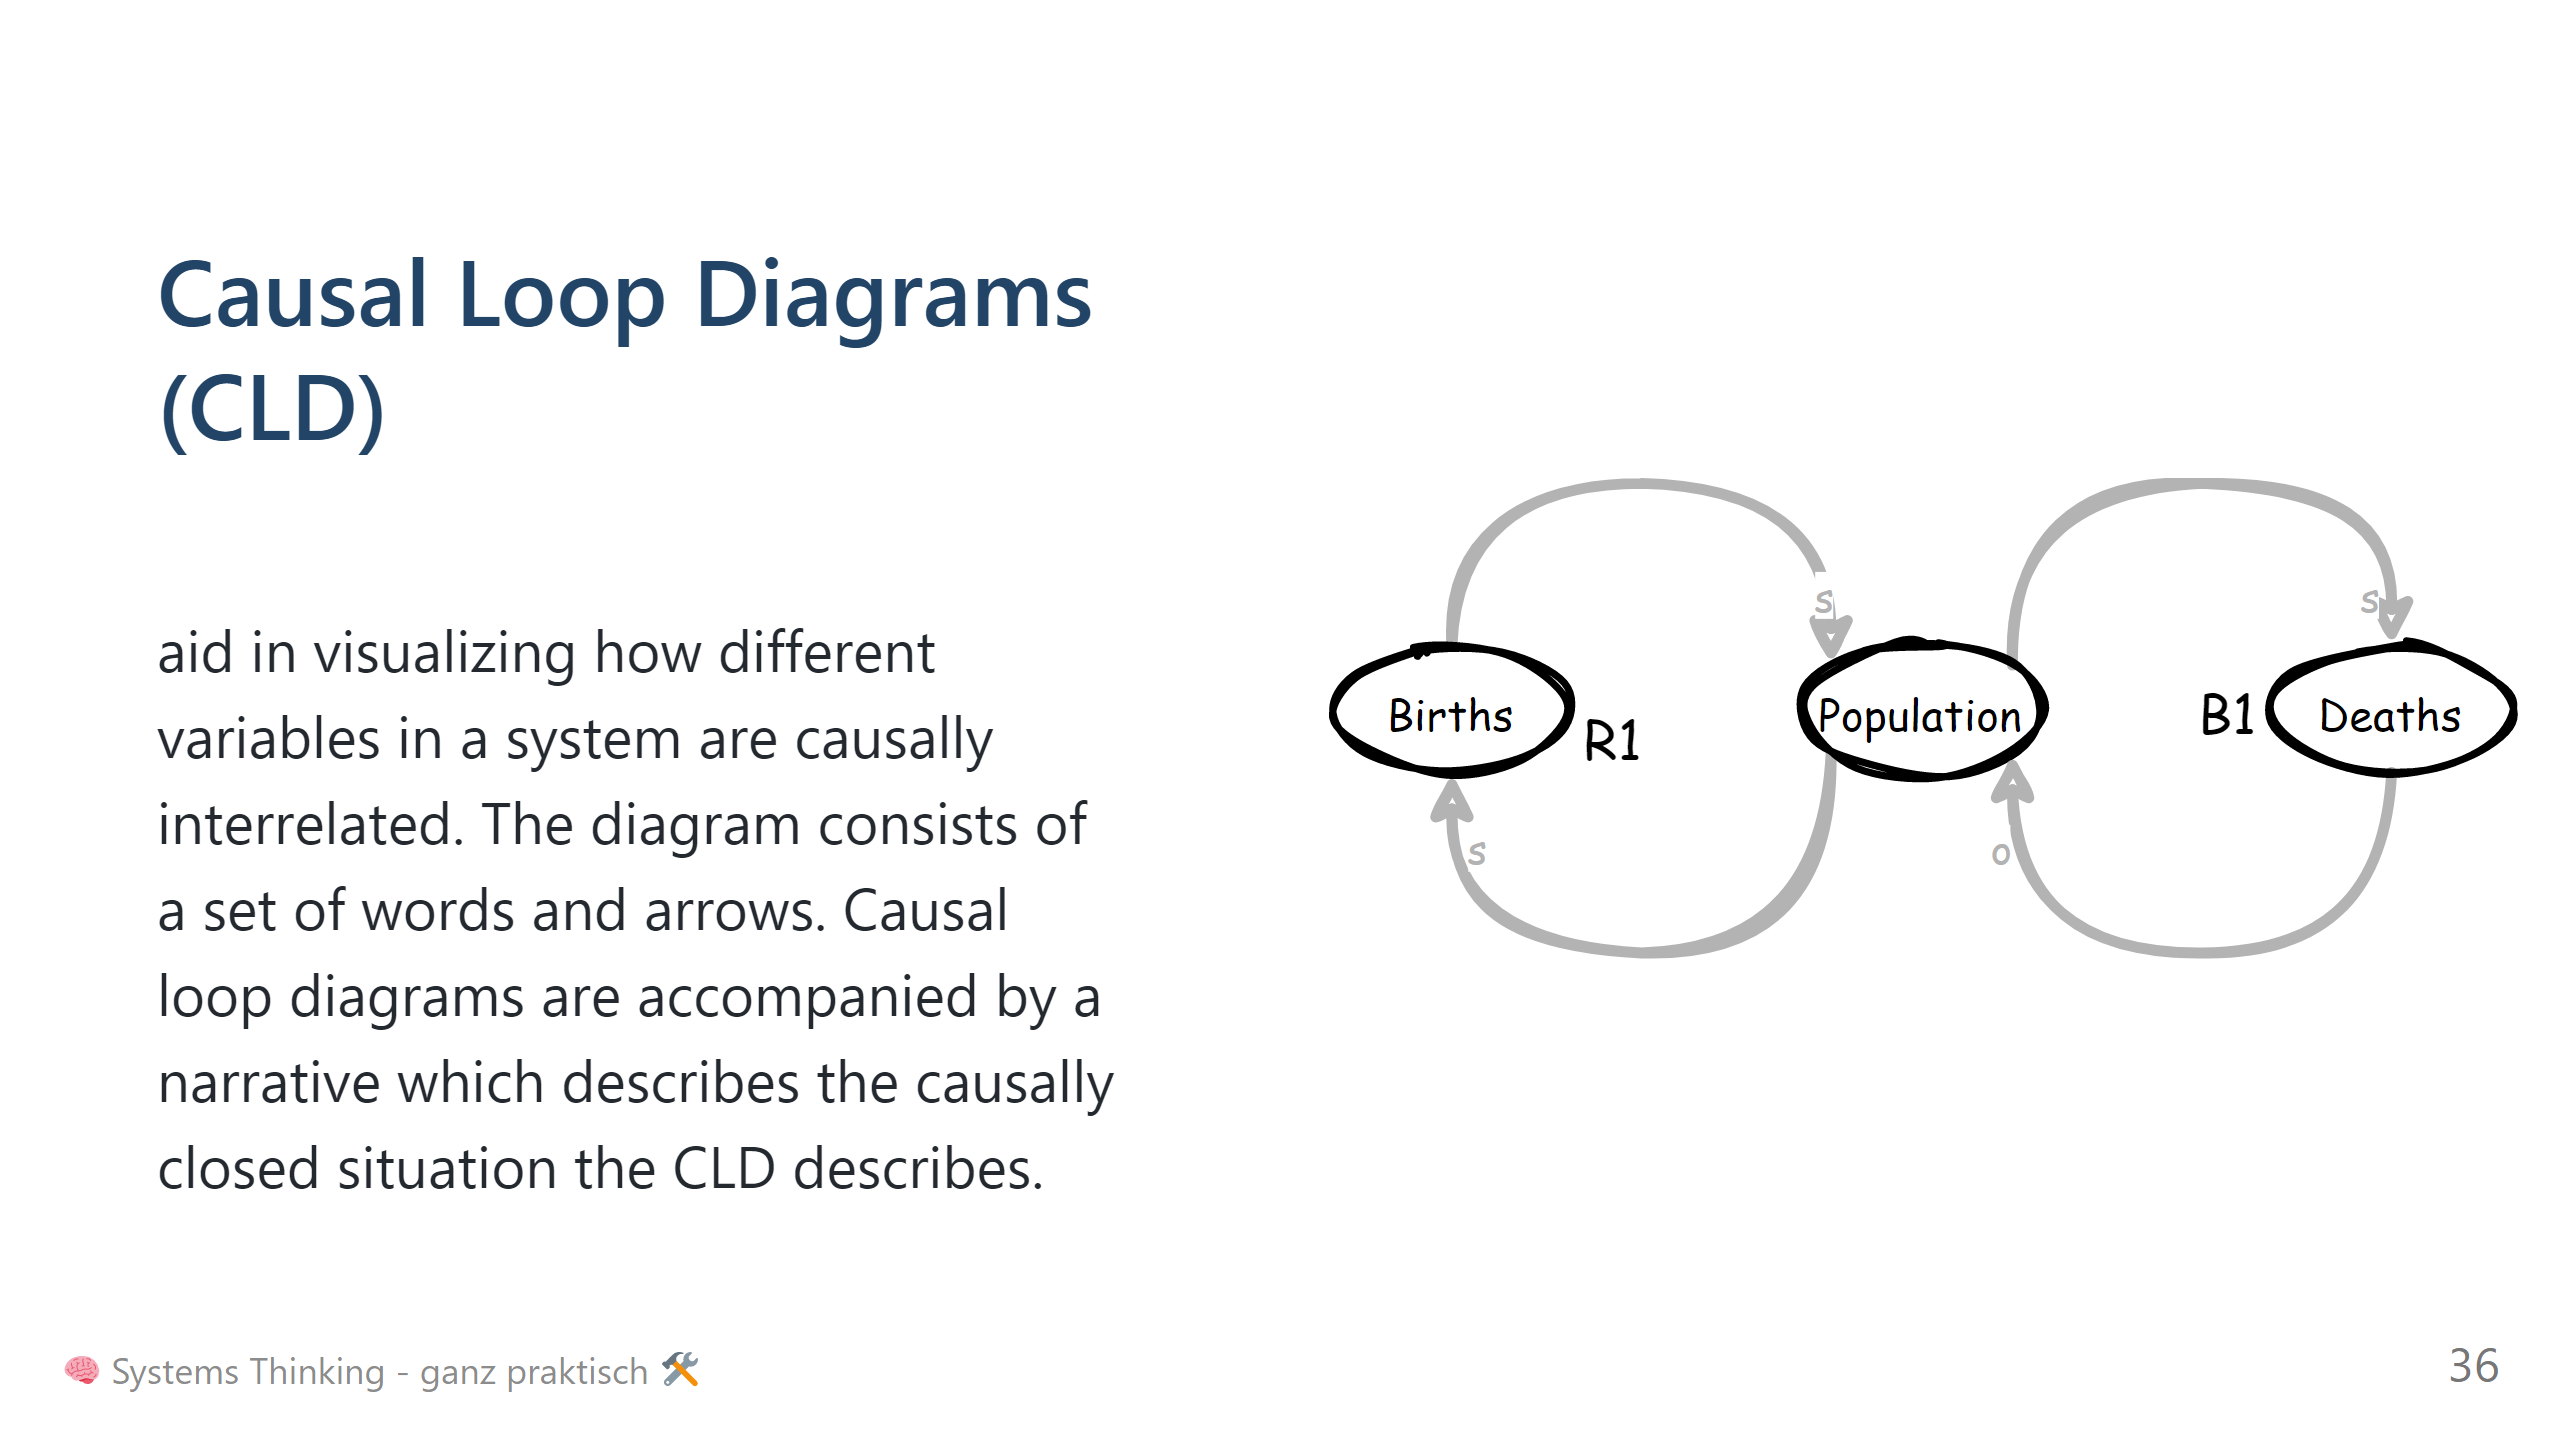 Causal Loop Diagrams
(CLD)
aid in visualizing how different
variables in a system are causally
interrelated. The diagram consists of
a set of words and arrows. Causal
loop diagrams are accompanied by a
narrative which describes the causally
closed situation the CLD describes.
s
s
Births
R1
Population
B1
Deaths
s
o
🧠 Systems Thinking - ganz praktisch 🛠️
36